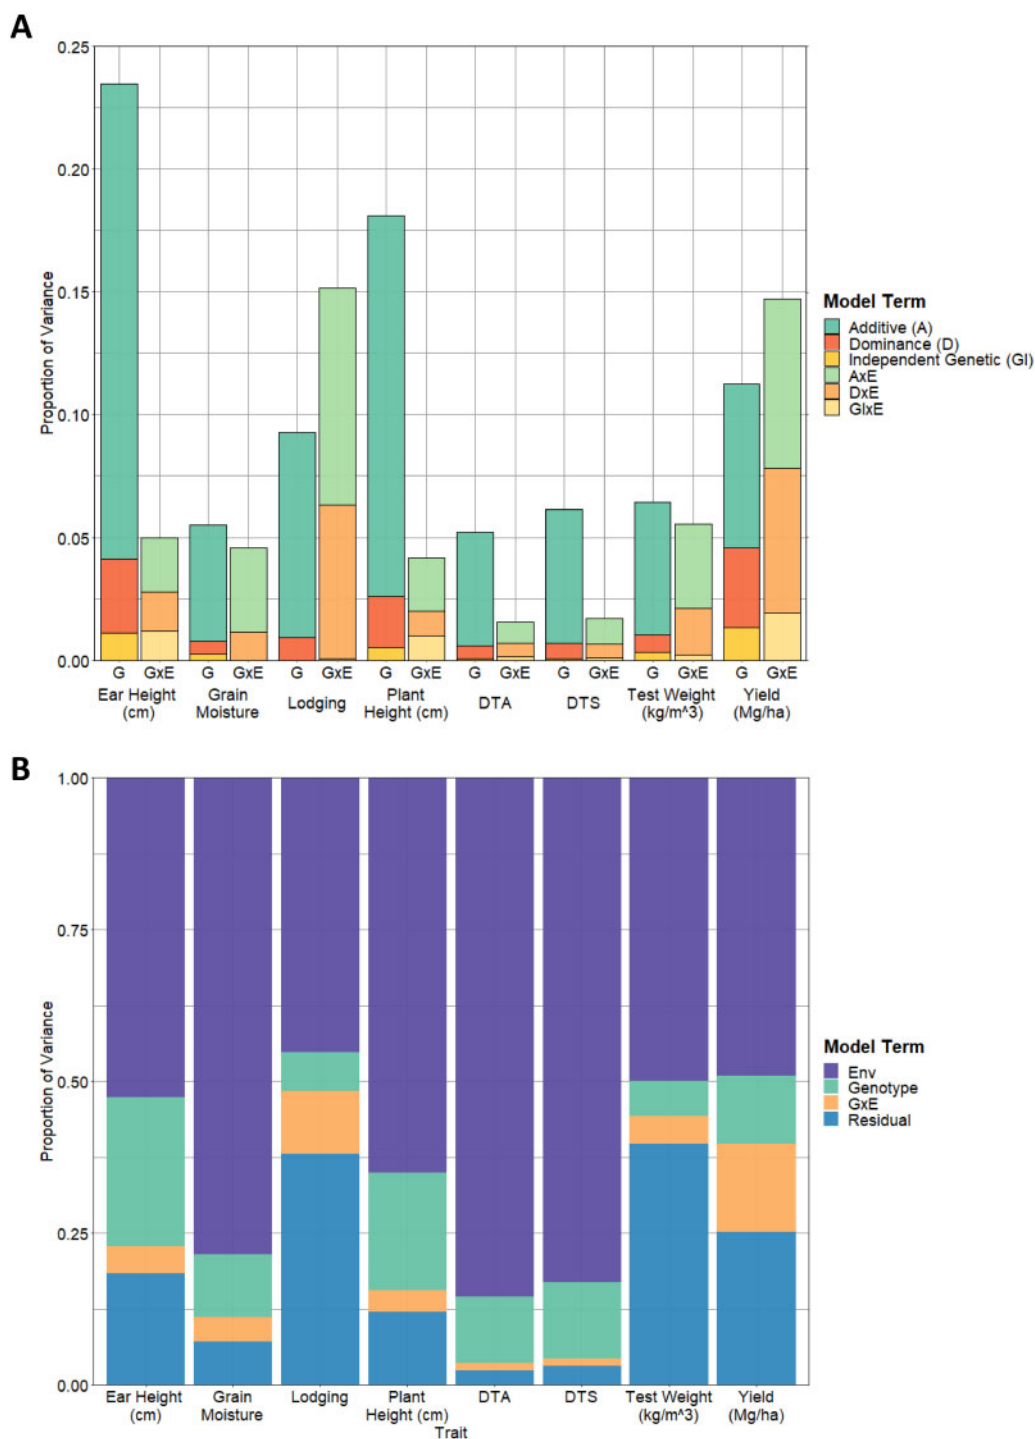 A
0.25
0.20
0.15
0.10
0.05
0.00
Proportion of Variance
G GxE G GxE G GxE G GxE G GxE G GxE G GxE G GxE
Ear Height
(cm)
Grain
Moisture
Lodging
Plant
Height (cm)
DTA
DTS
Test Weight
(kg/m^3)
Yield
(Mg/ha)
Model Term
Additive (A)
Dominance (D)
Independent Genetic (GI)
AxE
DxE
GIxE
B
1.00
0.75
0.50
0.25
0.00
Proportion of Variance
Ear Height
(cm)
Grain
Moisture
Lodging
Plant
Height (cm)
DTA
DTS
Test Weight
(kg/m^3)
Yield
(Mg/ha)
Trait
Model Term
Env
Genotype
GxE
Residual